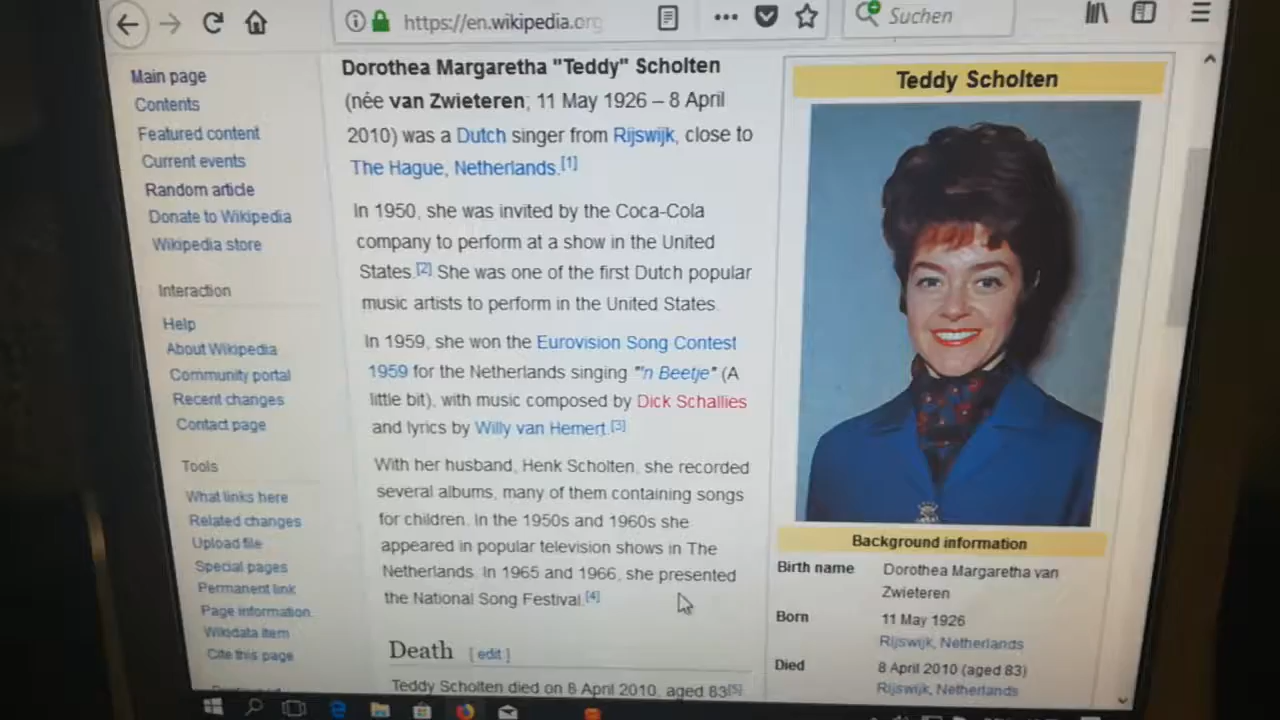 https://en.wikipedia.org
Suchen
Main page
Contents
Featured content
Current events
Random article
Donate to Wikipedia
Wikipedia store
Interaction
Help
About Wikipedia
Community portal
Recent changes
Contact page
Tools
What links here
Related changes
Upload file
Special pages
Permanent link
Page information
Wikidata item
Cite this page
Dorothea Margaretha "Teddy" Scholten
(née van Zwieteren; 11 May 1926 – 8 April
2010) was a Dutch singer from Rijswijk, close to
The Hague, Netherlands.[1]
In 1950, she was invited by the Coca-Cola
company to perform at a show in the United
States.[2] She was one of the first Dutch popular
music artists to perform in the United States.
In 1959, she won the Eurovision Song Contest
1959 for the Netherlands singing "'n Beetje" (A
little bit), with music composed by Dick Schallies
and lyrics by Willy van Hemert.[3]
With her husband, Henk Scholten, she recorded
several albums, many of them containing songs
for children. In the 1950s and 1960s she
appeared in popular television shows in The
Netherlands. In 1965 and 1966, she presented
the National Song Festival.[4]
Death [ edit ]
Teddy Scholten died on 8 April 2010, aged 83[5]
Teddy Scholten
Background information
Birth name Dorothea Margaretha van
Zwieteren
Born 11 May 1926
Rijswijk, Netherlands
Died 8 April 2010 (aged 83)
Rijswijk, Netherlands